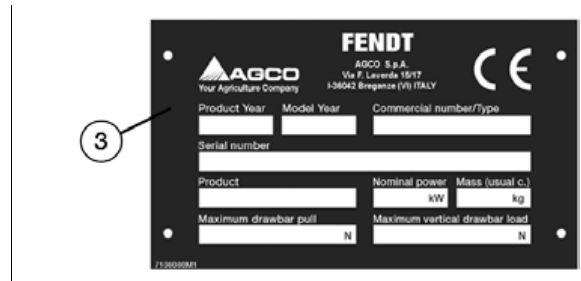 FENDT
AGCO
Your Agriculture Company
AGCO S.p.A.
Via F. Laverda 15/17
I-36042 Breganze (VI) ITALY
CE
Product Year Model Year Commercial number/Type
3
Serial number
Product Nominal power Mass (usual c.)
kW kg
Maximum drawbar pull Maximum vertical drawbar load
N N